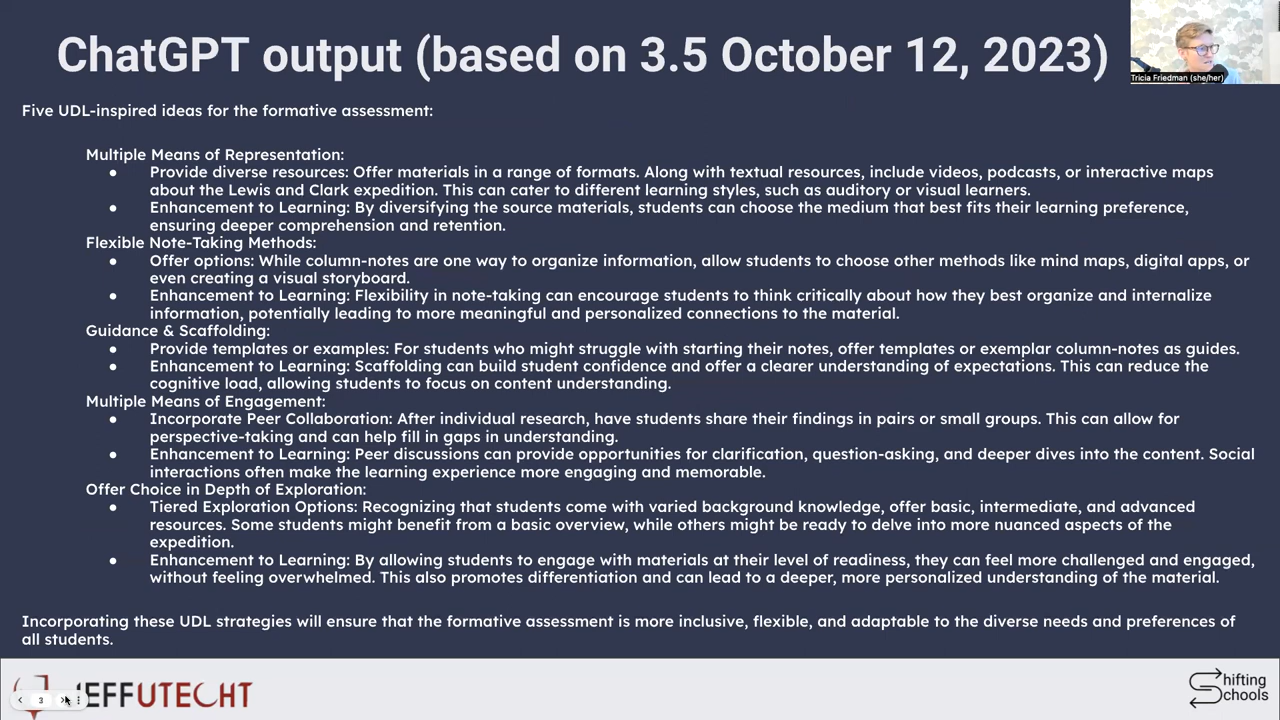 ChatGPT output (based on 3.5 October 12, 2023)
Tricia Friedman (she/her)
Five UDL-inspired ideas for the formative assessment:
Multiple Means of Representation:
● Provide diverse resources: Offer materials in a range of formats. Along with textual resources, include videos, podcasts, or interactive maps
about the Lewis and Clark expedition. This can cater to different learning styles, such as auditory or visual learners.
● Enhancement to Learning: By diversifying the source materials, students can choose the medium that best fits their learning preference,
ensuring deeper comprehension and retention.
Flexible Note-Taking Methods:
● Offer options: While column-notes are one way to organize information, allow students to choose other methods like mind maps, digital apps, or
even creating a visual storyboard.
● Enhancement to Learning: Flexibility in note-taking can encourage students to think critically about how they best organize and internalize
information, potentially leading to more meaningful and personalized connections to the material.
Guidance & Scaffolding:
● Provide templates or examples: For students who might struggle with starting their notes, offer templates or exemplar column-notes as guides.
● Enhancement to Learning: Scaffolding can build student confidence and offer a clearer understanding of expectations. This can reduce the
cognitive load, allowing students to focus on content understanding.
Multiple Means of Engagement:
● Incorporate Peer Collaboration: After individual research, have students share their findings in pairs or small groups. This can allow for
perspective-taking and can help fill in gaps in understanding.
● Enhancement to Learning: Peer discussions can provide opportunities for clarification, question-asking, and deeper dives into the content. Social
interactions often make the learning experience more engaging and memorable.
Offer Choice in Depth of Exploration:
● Tiered Exploration Options: Recognizing that students come with varied background knowledge, offer basic, intermediate, and advanced
resources. Some students might benefit from a basic overview, while others might be ready to delve into more nuanced aspects of the
expedition.
● Enhancement to Learning: By allowing students to engage with materials at their level of readiness, they can feel more challenged and engaged,
without feeling overwhelmed. This also promotes differentiation and can lead to a deeper, more personalized understanding of the material.
Incorporating these UDL strategies will ensure that the formative assessment is more inclusive, flexible, and adaptable to the diverse needs and preferences of
all students.
3
JEFFUTECHT
Shifting
Schools